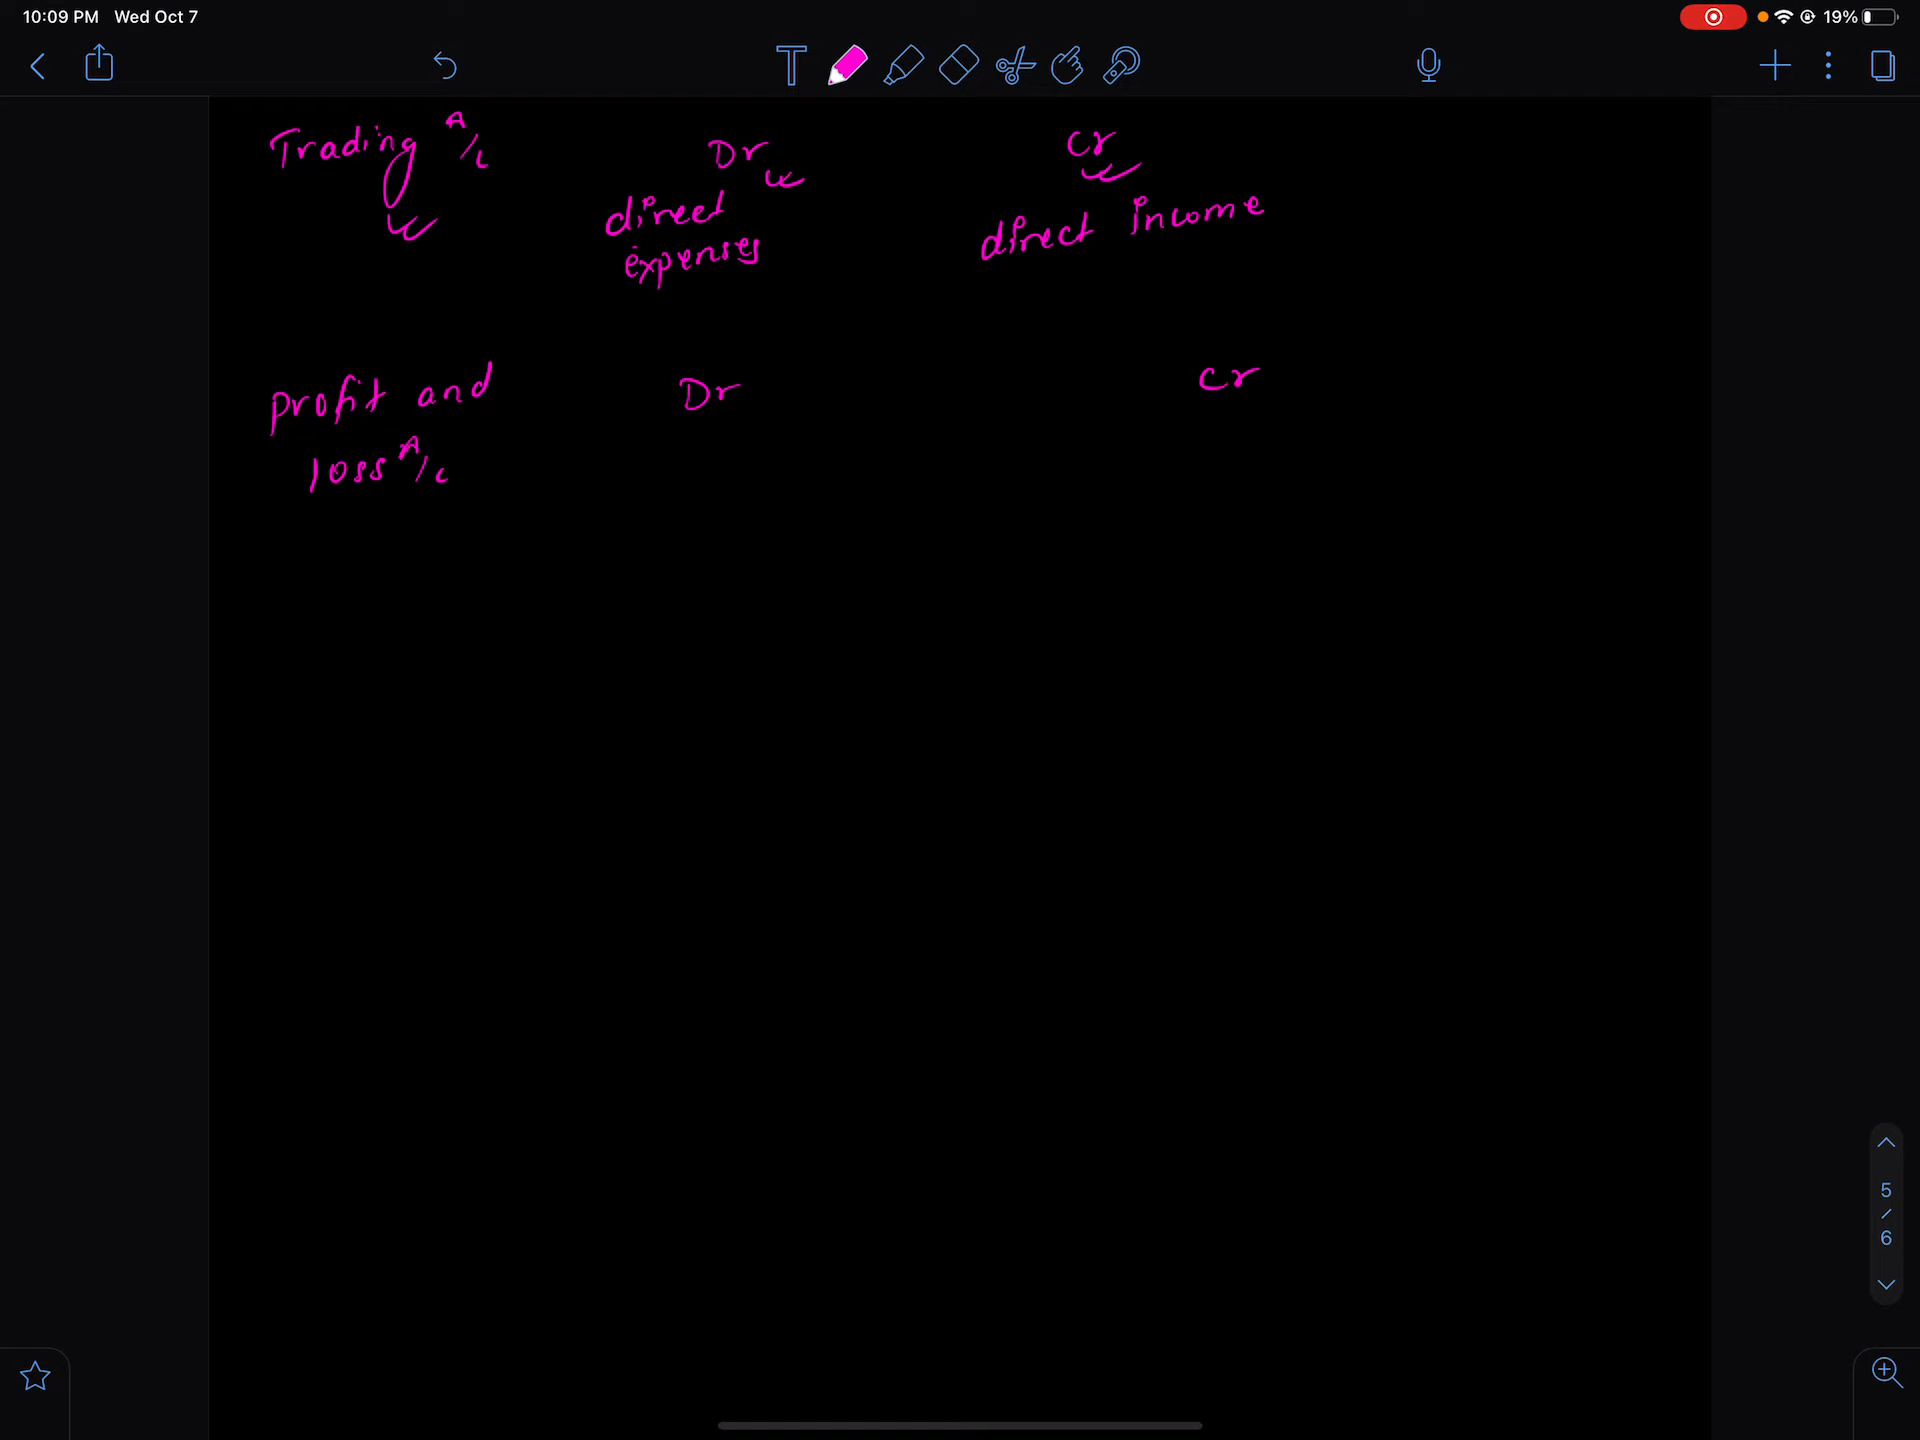 10:09 PM Wed Oct 7
19%
Trading A/c Dr Cr
direct direct income
expenses
profit and Dr Cr
loss A/c
5
/
6